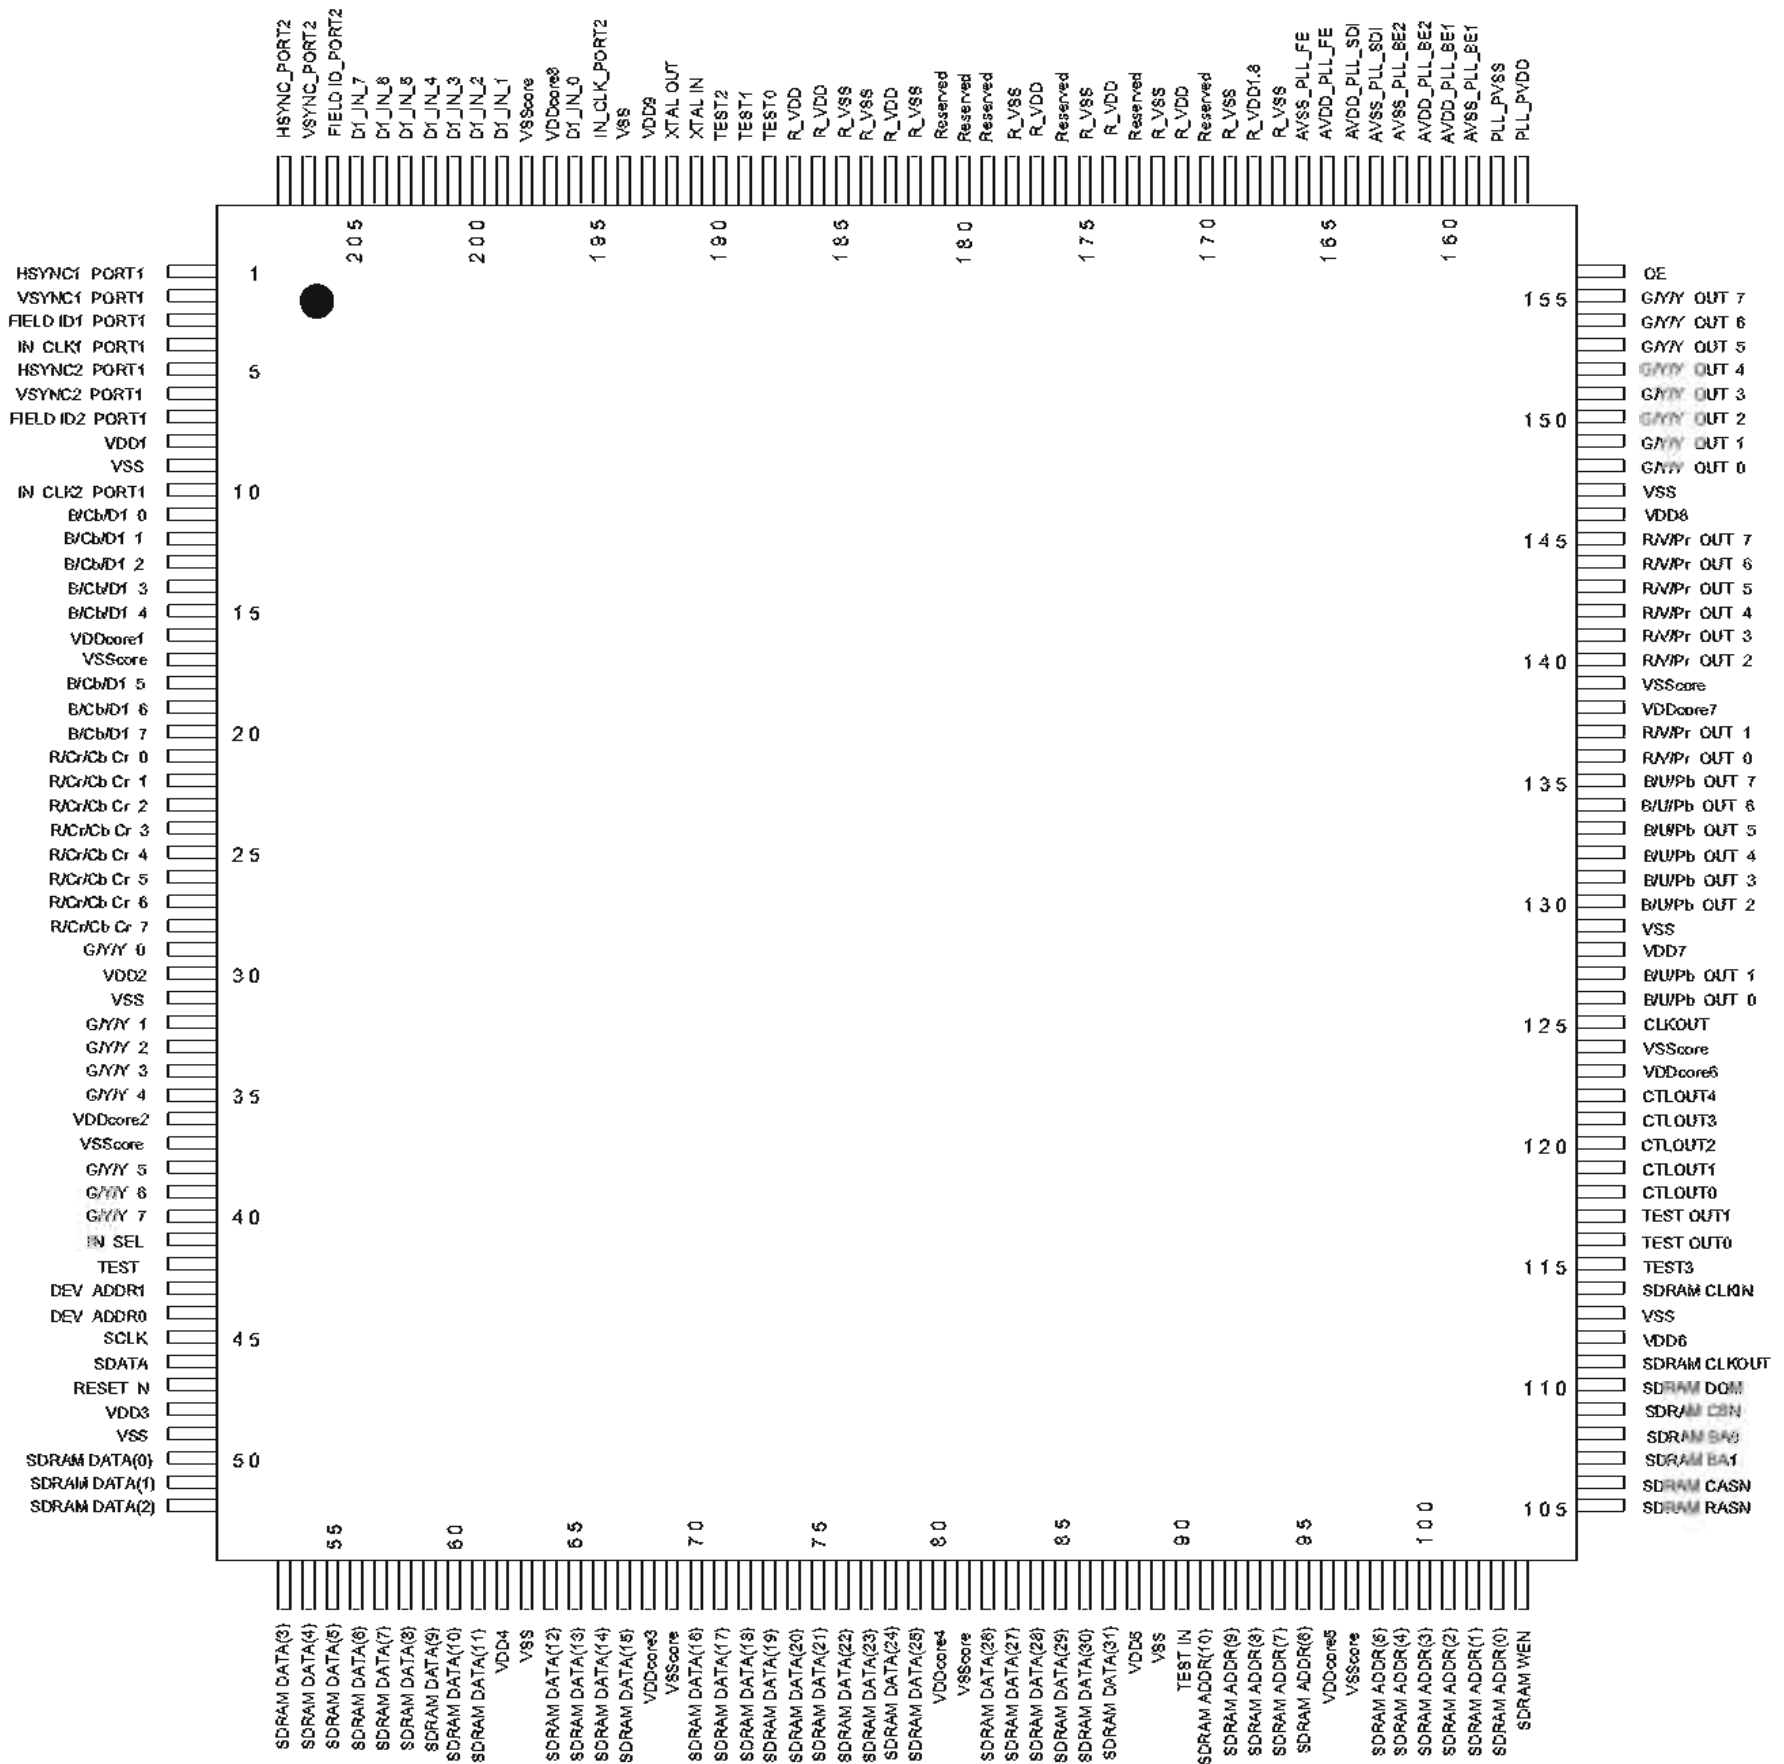 HSYNC_PORT2
VSYNC_PORT2
FIELD ID_PORT2
D1_IN_7
D1_IN_6
D1_IN_5
D1_IN_4
D1_IN_3
D1_IN_2
D1_IN_1
VSScore
VDDcore8
D1_IN_0
IN_CLK_PORT2
VSS
VDD9
XTAL OUT
XTAL IN
TEST2
TEST1
TEST0
R_VDD
R_VDD
R_VSS
R_VSS
R_VDD
R_VSS
Reserved
Reserved
Reserved
R_VSS
R_VDD
Reserved
R_VSS
R_VDD
Reserved
R_VSS
R_VDD
Reserved
R_VSS
R_VDD1.8
R_VSS
AVSS_PLL_FE
AVDD_PLL_FE
AVDD_PLL_SDI
AVSS_PLL_SDI
AVSS_PLL_BE2
AVDD_PLL_BE2
AVDD_PLL_BE1
AVSS_PLL_BE1
PLL_PVSS
PLL_PVDD
205
200
195
190
185
180
175
170
165
160
HSYNC1 PORT1
VSYNC1 PORT1
FIELD ID1 PORT1
IN CLK1 PORT1
HSYNC2 PORT1
VSYNC2 PORT1
FIELD ID2 PORT1
VDD1
VSS
IN CLK2 PORT1
B/Cb/D1 0
B/Cb/D1 1
B/Cb/D1 2
B/Cb/D1 3
B/Cb/D1 4
VDDcore1
VSScore
B/Cb/D1 5
B/Cb/D1 6
B/Cb/D1 7
R/Cr/Cb Cr 0
R/Cr/Cb Cr 1
R/Cr/Cb Cr 2
R/Cr/Cb Cr 3
R/Cr/Cb Cr 4
R/Cr/Cb Cr 5
R/Cr/Cb Cr 6
R/Cr/Cb Cr 7
G/Y/Y 0
VDD2
VSS
G/Y/Y 1
G/Y/Y 2
G/Y/Y 3
G/Y/Y 4
VDDcore2
VSScore
G/Y/Y 5
G/Y/Y 6
G/Y/Y 7
IN SEL
TEST
DEV ADDR1
DEV ADDR0
SCLK
SDATA
RESET N
VDD3
VSS
SDRAM DATA(0)
SDRAM DATA(1)
SDRAM DATA(2)
1
5
10
15
20
25
30
35
40
45
50
155
150
145
140
135
130
125
120
115
110
105
OE
G/Y/Y OUT 7
G/Y/Y OUT 6
G/Y/Y OUT 5
G/Y/Y OUT 4
G/Y/Y OUT 3
G/Y/Y OUT 2
G/Y/Y OUT 1
G/Y/Y OUT 0
VSS
VDD8
R/V/Pr OUT 7
R/V/Pr OUT 6
R/V/Pr OUT 5
R/V/Pr OUT 4
R/V/Pr OUT 3
R/V/Pr OUT 2
VSScore
VDDcore7
R/V/Pr OUT 1
R/V/Pr OUT 0
B/U/Pb OUT 7
B/U/Pb OUT 6
B/U/Pb OUT 5
B/U/Pb OUT 4
B/U/Pb OUT 3
B/U/Pb OUT 2
VSS
VDD7
B/U/Pb OUT 1
B/U/Pb OUT 0
CLKOUT
VSScore
VDDcore6
CTLOUT4
CTLOUT3
CTLOUT2
CTLOUT1
CTLOUT0
TEST OUT1
TEST OUT0
TEST3
SDRAM CLKIN
VSS
VDD6
SDRAM CLKOUT
SDRAM DQM
SDRAM CSN
SDRAM BA0
SDRAM BA1
SDRAM CASN
SDRAM RASN
55
60
65
70
75
80
85
90
95
100
SDRAM DATA(3)
SDRAM DATA(4)
SDRAM DATA(5)
SDRAM DATA(6)
SDRAM DATA(7)
SDRAM DATA(8)
SDRAM DATA(9)
SDRAM DATA(10)
SDRAM DATA(11)
VDD4
VSS
SDRAM DATA(12)
SDRAM DATA(13)
SDRAM DATA(14)
SDRAM DATA(15)
VDDcore3
VSScore
SDRAM DATA(16)
SDRAM DATA(17)
SDRAM DATA(18)
SDRAM DATA(19)
SDRAM DATA(20)
SDRAM DATA(21)
SDRAM DATA(22)
SDRAM DATA(23)
SDRAM DATA(24)
SDRAM DATA(25)
VDDcore4
VSScore
SDRAM DATA(26)
SDRAM DATA(27)
SDRAM DATA(28)
SDRAM DATA(29)
SDRAM DATA(30)
SDRAM DATA(31)
VDD5
VSS
TEST IN
SDRAM ADDR(10)
SDRAM ADDR(9)
SDRAM ADDR(8)
SDRAM ADDR(7)
SDRAM ADDR(6)
VDDcore5
VSScore
SDRAM ADDR(5)
SDRAM ADDR(4)
SDRAM ADDR(3)
SDRAM ADDR(2)
SDRAM ADDR(1)
SDRAM ADDR(0)
SDRAM WEN